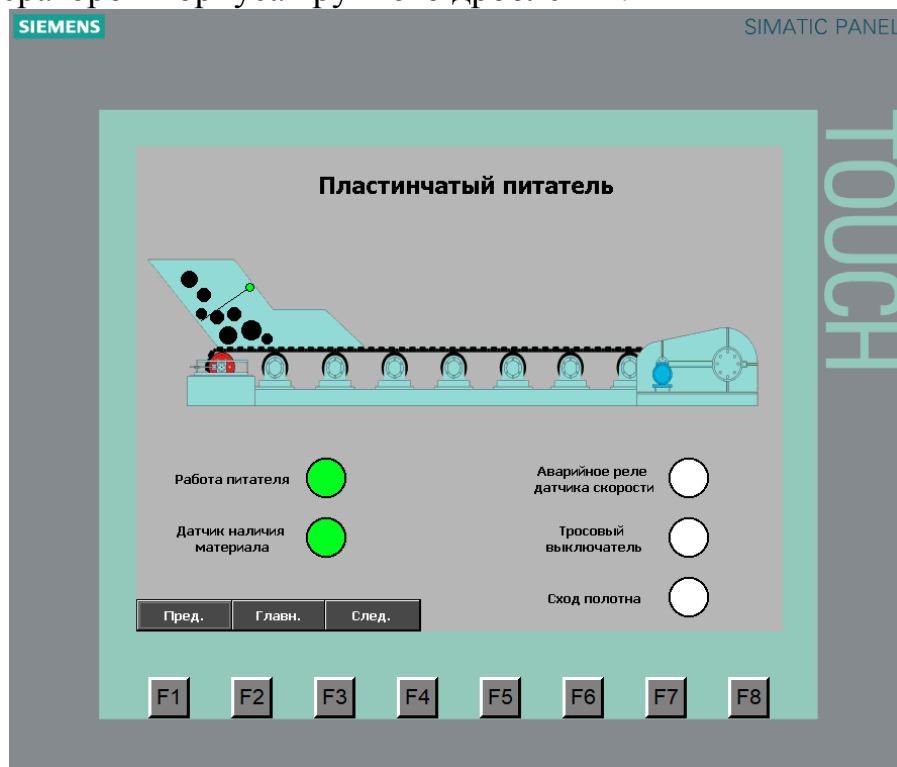 SIEMENS
SIMATIC PANEL
TOUCH
Пластинчатый питатель
Работа питателя
Датчик наличия
материала
Аварийное реле
датчика скорости
Тросовый
выключатель
Сход полотна
Пред. Главн. След.
F1 F2 F3 F4 F5 F6 F7 F8